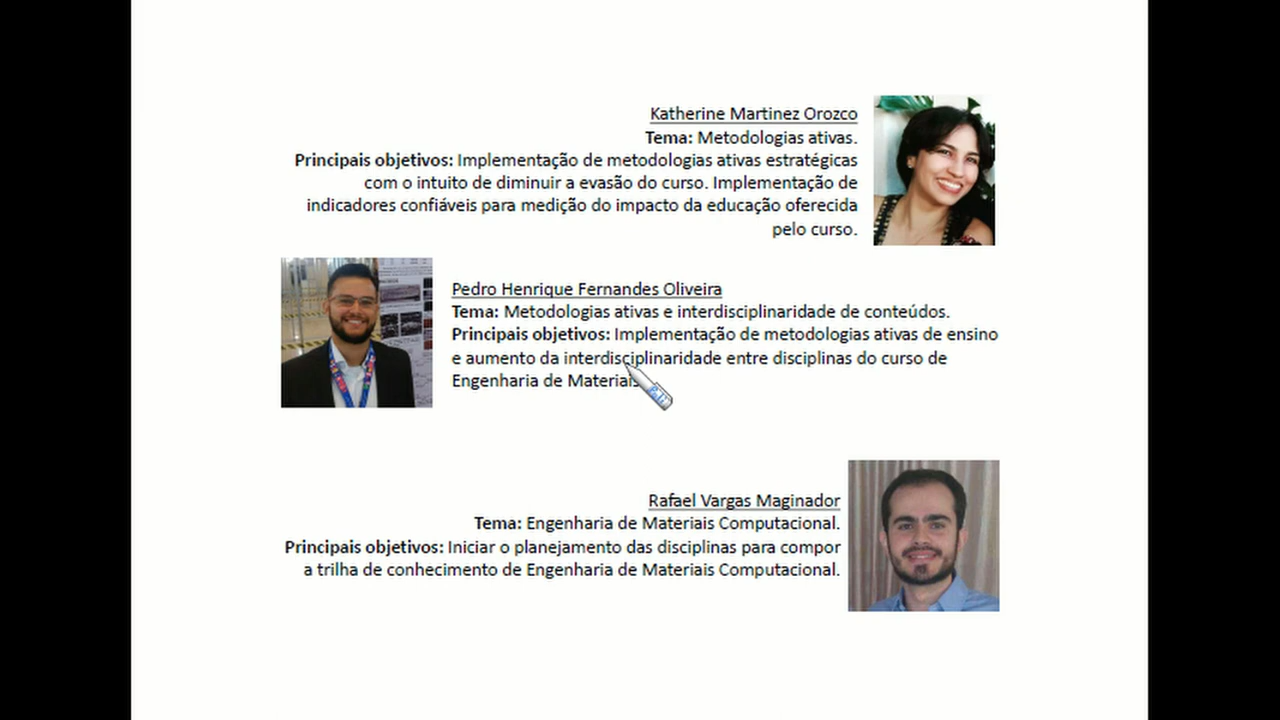 Katherine Martinez Orozco
Tema: Metodologias ativas.
Principais objetivos: Implementação de metodologias ativas estratégicas
com o intuito de diminuir a evasão do curso. Implementação de
indicadores confiáveis para medição do impacto da educação oferecida
pelo curso.
Pedro Henrique Fernandes Oliveira
Tema: Metodologias ativas e interdisciplinaridade de conteúdos.
Principais objetivos: Implementação de metodologias ativas de ensino
e aumento da interdisciplinaridade entre disciplinas do curso de
Engenharia de Materiais
Rafael Vargas Maginador
Tema: Engenharia de Materiais Computacional.
Principais objetivos: Iniciar o planejamento das disciplinas para compor
a trilha de conhecimento de Engenharia de Materiais Computacional.